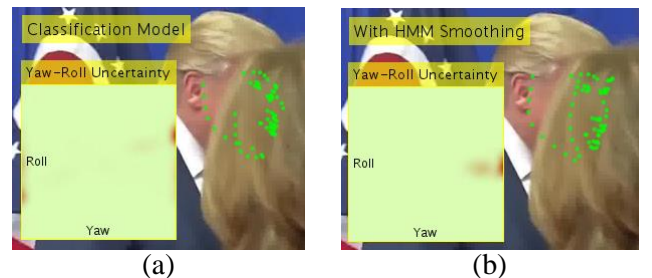 Classification Model
Yaw-Roll Uncertainty
Roll
Yaw
(a)
With HMM Smoothing
Yaw-Roll Uncertainty
Roll
Yaw
(b)